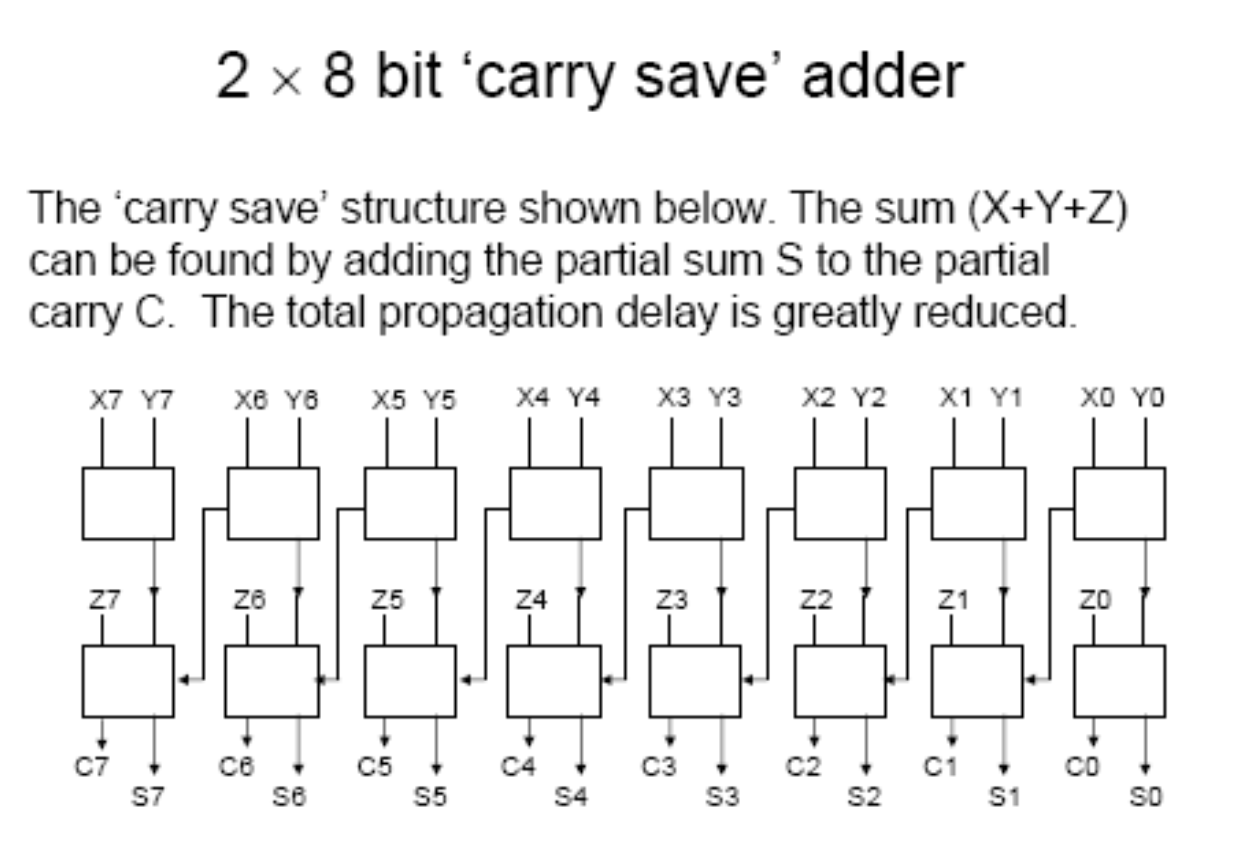 2 × 8 bit ‘carry save’ adder
The ‘carry save’ structure shown below. The sum (X+Y+Z)
can be found by adding the partial sum S to the partial
carry C. The total propagation delay is greatly reduced.
X7 Y7 X6 Y6 X5 Y5 X4 Y4 X3 Y3 X2 Y2 X1 Y1 X0 Y0
Z7 Z6 Z5 Z4 Z3 Z2 Z1 Z0
C7 C6 C5 C4 C3 C2 C1 C0
S7 S6 S5 S4 S3 S2 S1 S0